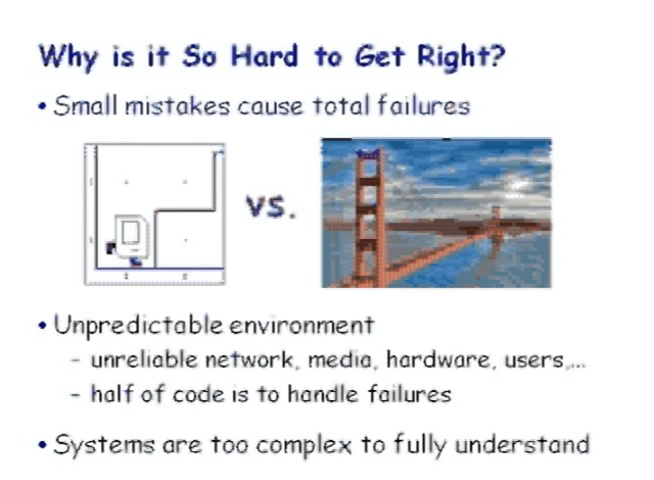 Why is it So Hard to Get Right?
• Small mistakes cause total failures
vs.
• Unpredictable environment
- unreliable network, media, hardware, users,...
- half of code is to handle failures
• Systems are too complex to fully understand